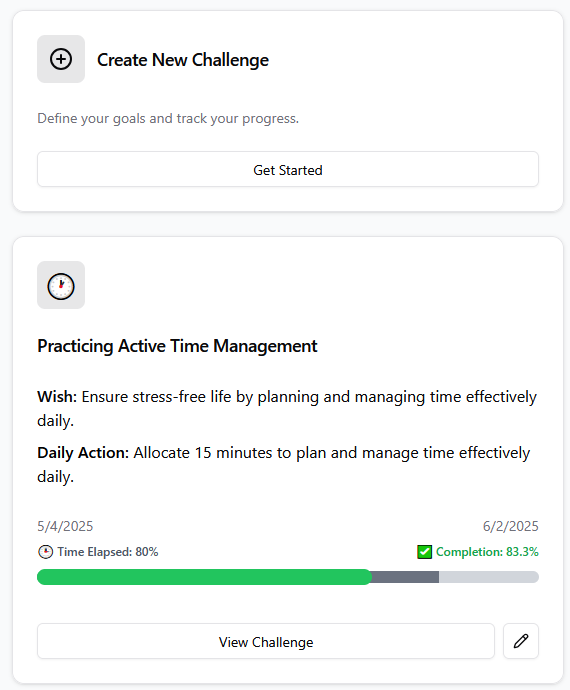 Create New Challenge
Define your goals and track your progress.
Get Started
Practicing Active Time Management
Wish: Ensure stress-free life by planning and managing time effectively
daily.
Daily Action: Allocate 15 minutes to plan and manage time effectively
daily.
5/4/2025 6/2/2025
Time Elapsed: 80% Completion: 83.3%
View Challenge